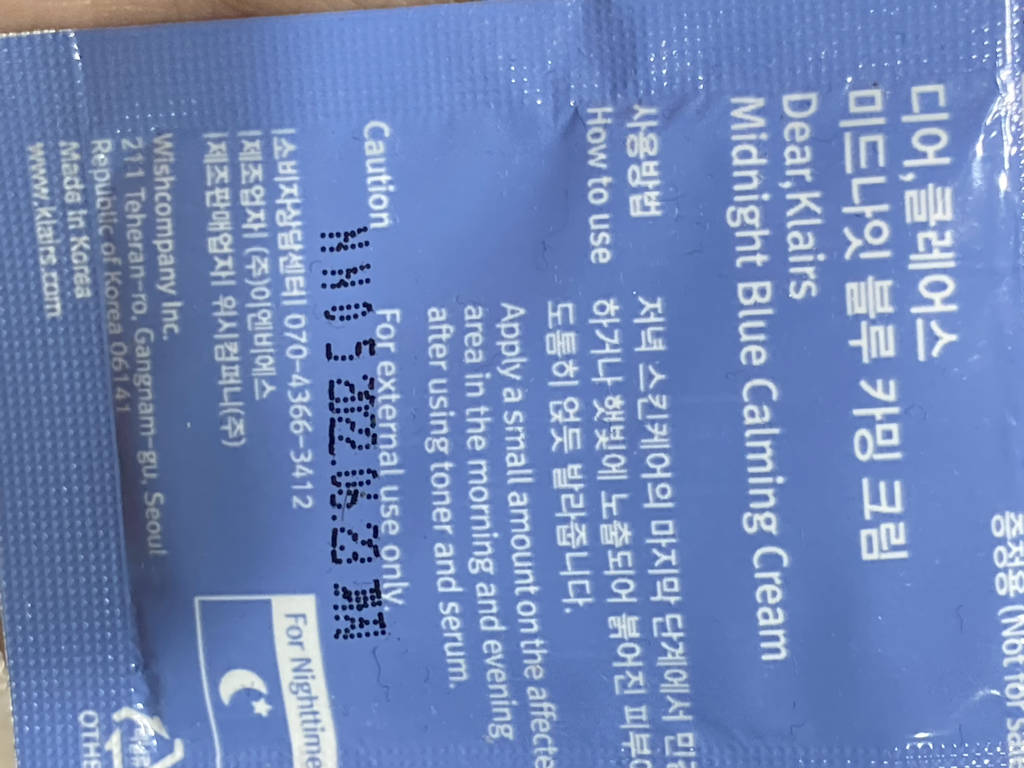 증정용 (Not for Sale
디어,클레어스
미드나잇 블루 카밍 크림
Dear,Klairs
Midnight Blue Calming Cream
사용방법 저녁 스킨케어의 마지막 단계에서
How to use 하거나 햇빛에 노출되어 붉어진 피부
도톰히 얹듯 발라줍니다.
Apply a small amount on the affecte
area in the morning and evening
after using toner and serum.
Caution For external use only.
2022.06.23 까지
소비자상담센터 070-4366-3412
제조업자 (주)이엔비에스
제조판매업자 위시컴퍼니(주)
For Nighttime
Wishcompany Inc.
211 Teheran-ro, Gangnam-gu, Seoul
Republic of Korea 06141
Made in Korea
www.klairs.com
OTHE